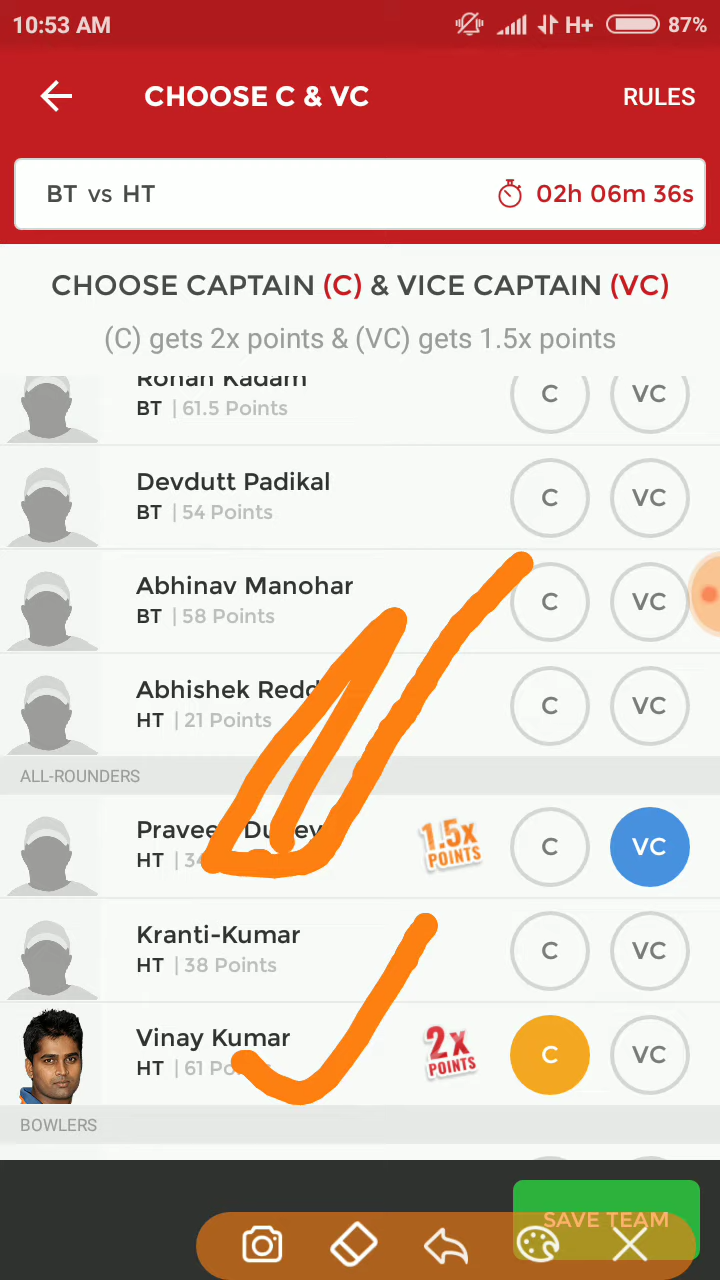 10:53 AM H+ 87%
CHOOSE C & VC RULES
BT vs HT 02h 06m 36s
CHOOSE CAPTAIN (C) & VICE CAPTAIN (VC)
(C) gets 2x points & (VC) gets 1.5x points
Rohan Kadam
BT | 61.5 Points C VC
Devdutt Padikal
BT | 54 Points C VC
Abhinav Manohar
BT | 58 Points C VC
Abhishek
HT | 21 Points C VC
ALL-ROUNDERS
1.5x POINTS
HT C VC
Kranti-Kumar
HT | 38 Points C VC
Vinay Kumar
HT | 61 2x POINTS C VC
BOWLERS
SAVE TEAM